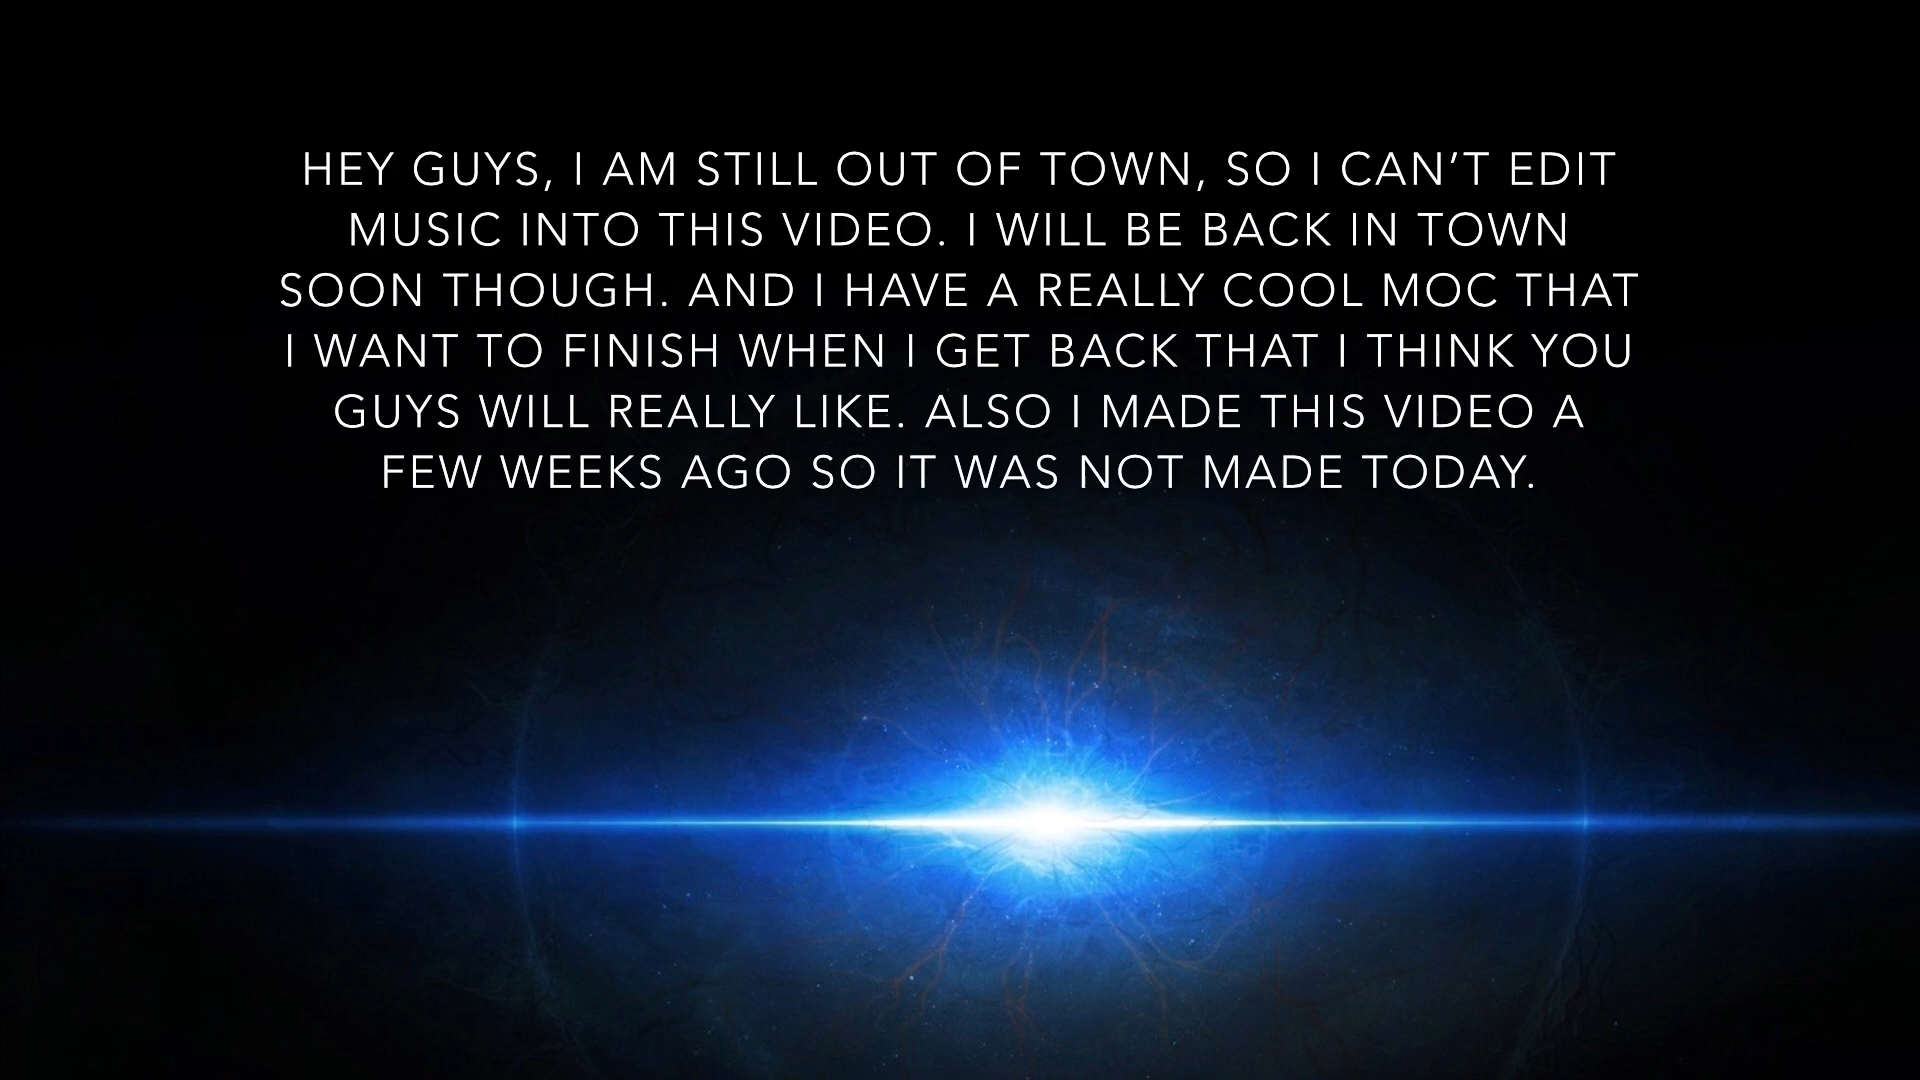 HEY GUYS, I AM STILL OUT OF TOWN, SO I CAN’T EDIT
MUSIC INTO THIS VIDEO. I WILL BE BACK IN TOWN
SOON THOUGH. AND I HAVE A REALLY COOL MOC THAT
I WANT TO FINISH WHEN I GET BACK THAT I THINK YOU
GUYS WILL REALLY LIKE. ALSO I MADE THIS VIDEO A
FEW WEEKS AGO SO IT WAS NOT MADE TODAY.